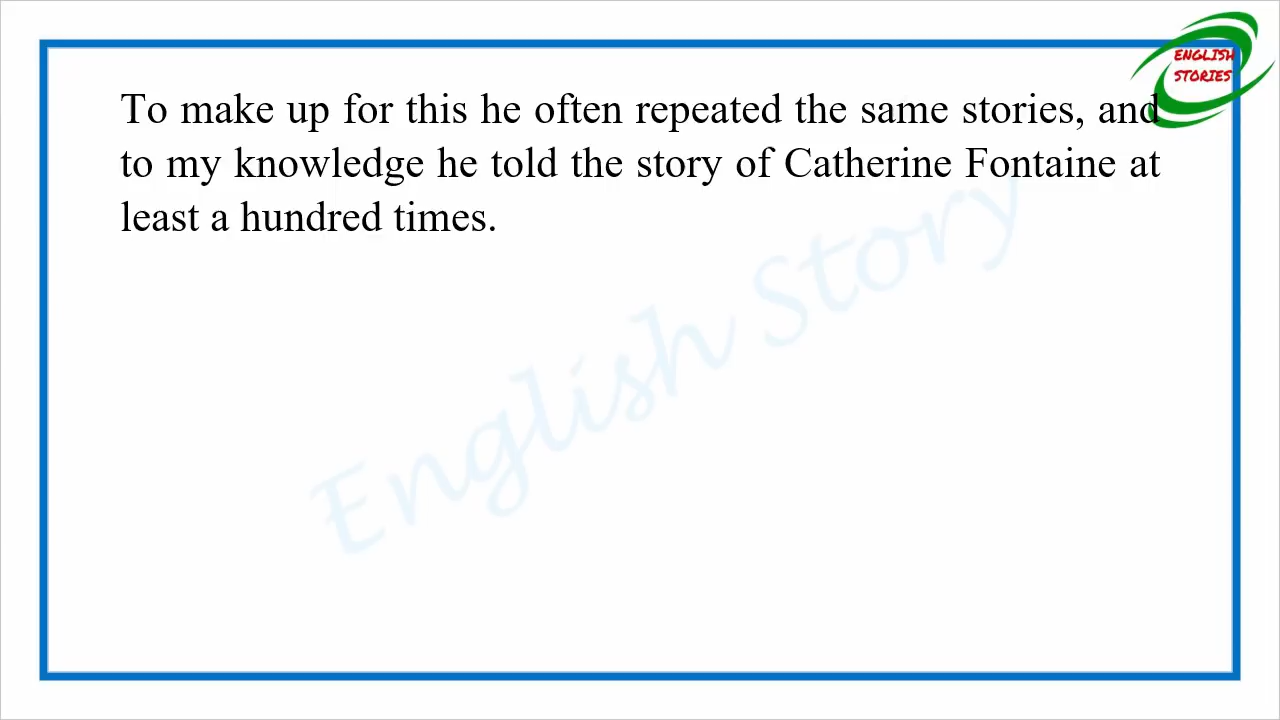 ENGLISH
STORIES
To make up for this he often repeated the same stories, and
to my knowledge he told the story of Catherine Fontaine at
least a hundred times.
English Story